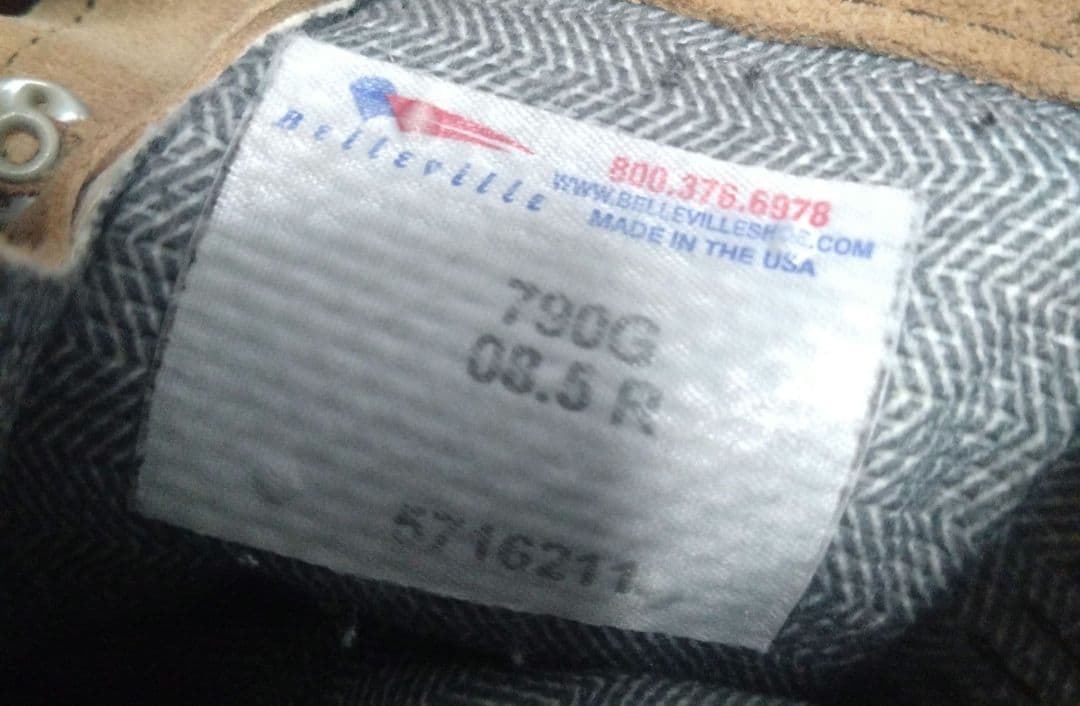 Belleville
800.376.6978
WWW.BELLEVILLESHOE.COM
MADE IN THE USA
790G
08.5 R
5716211